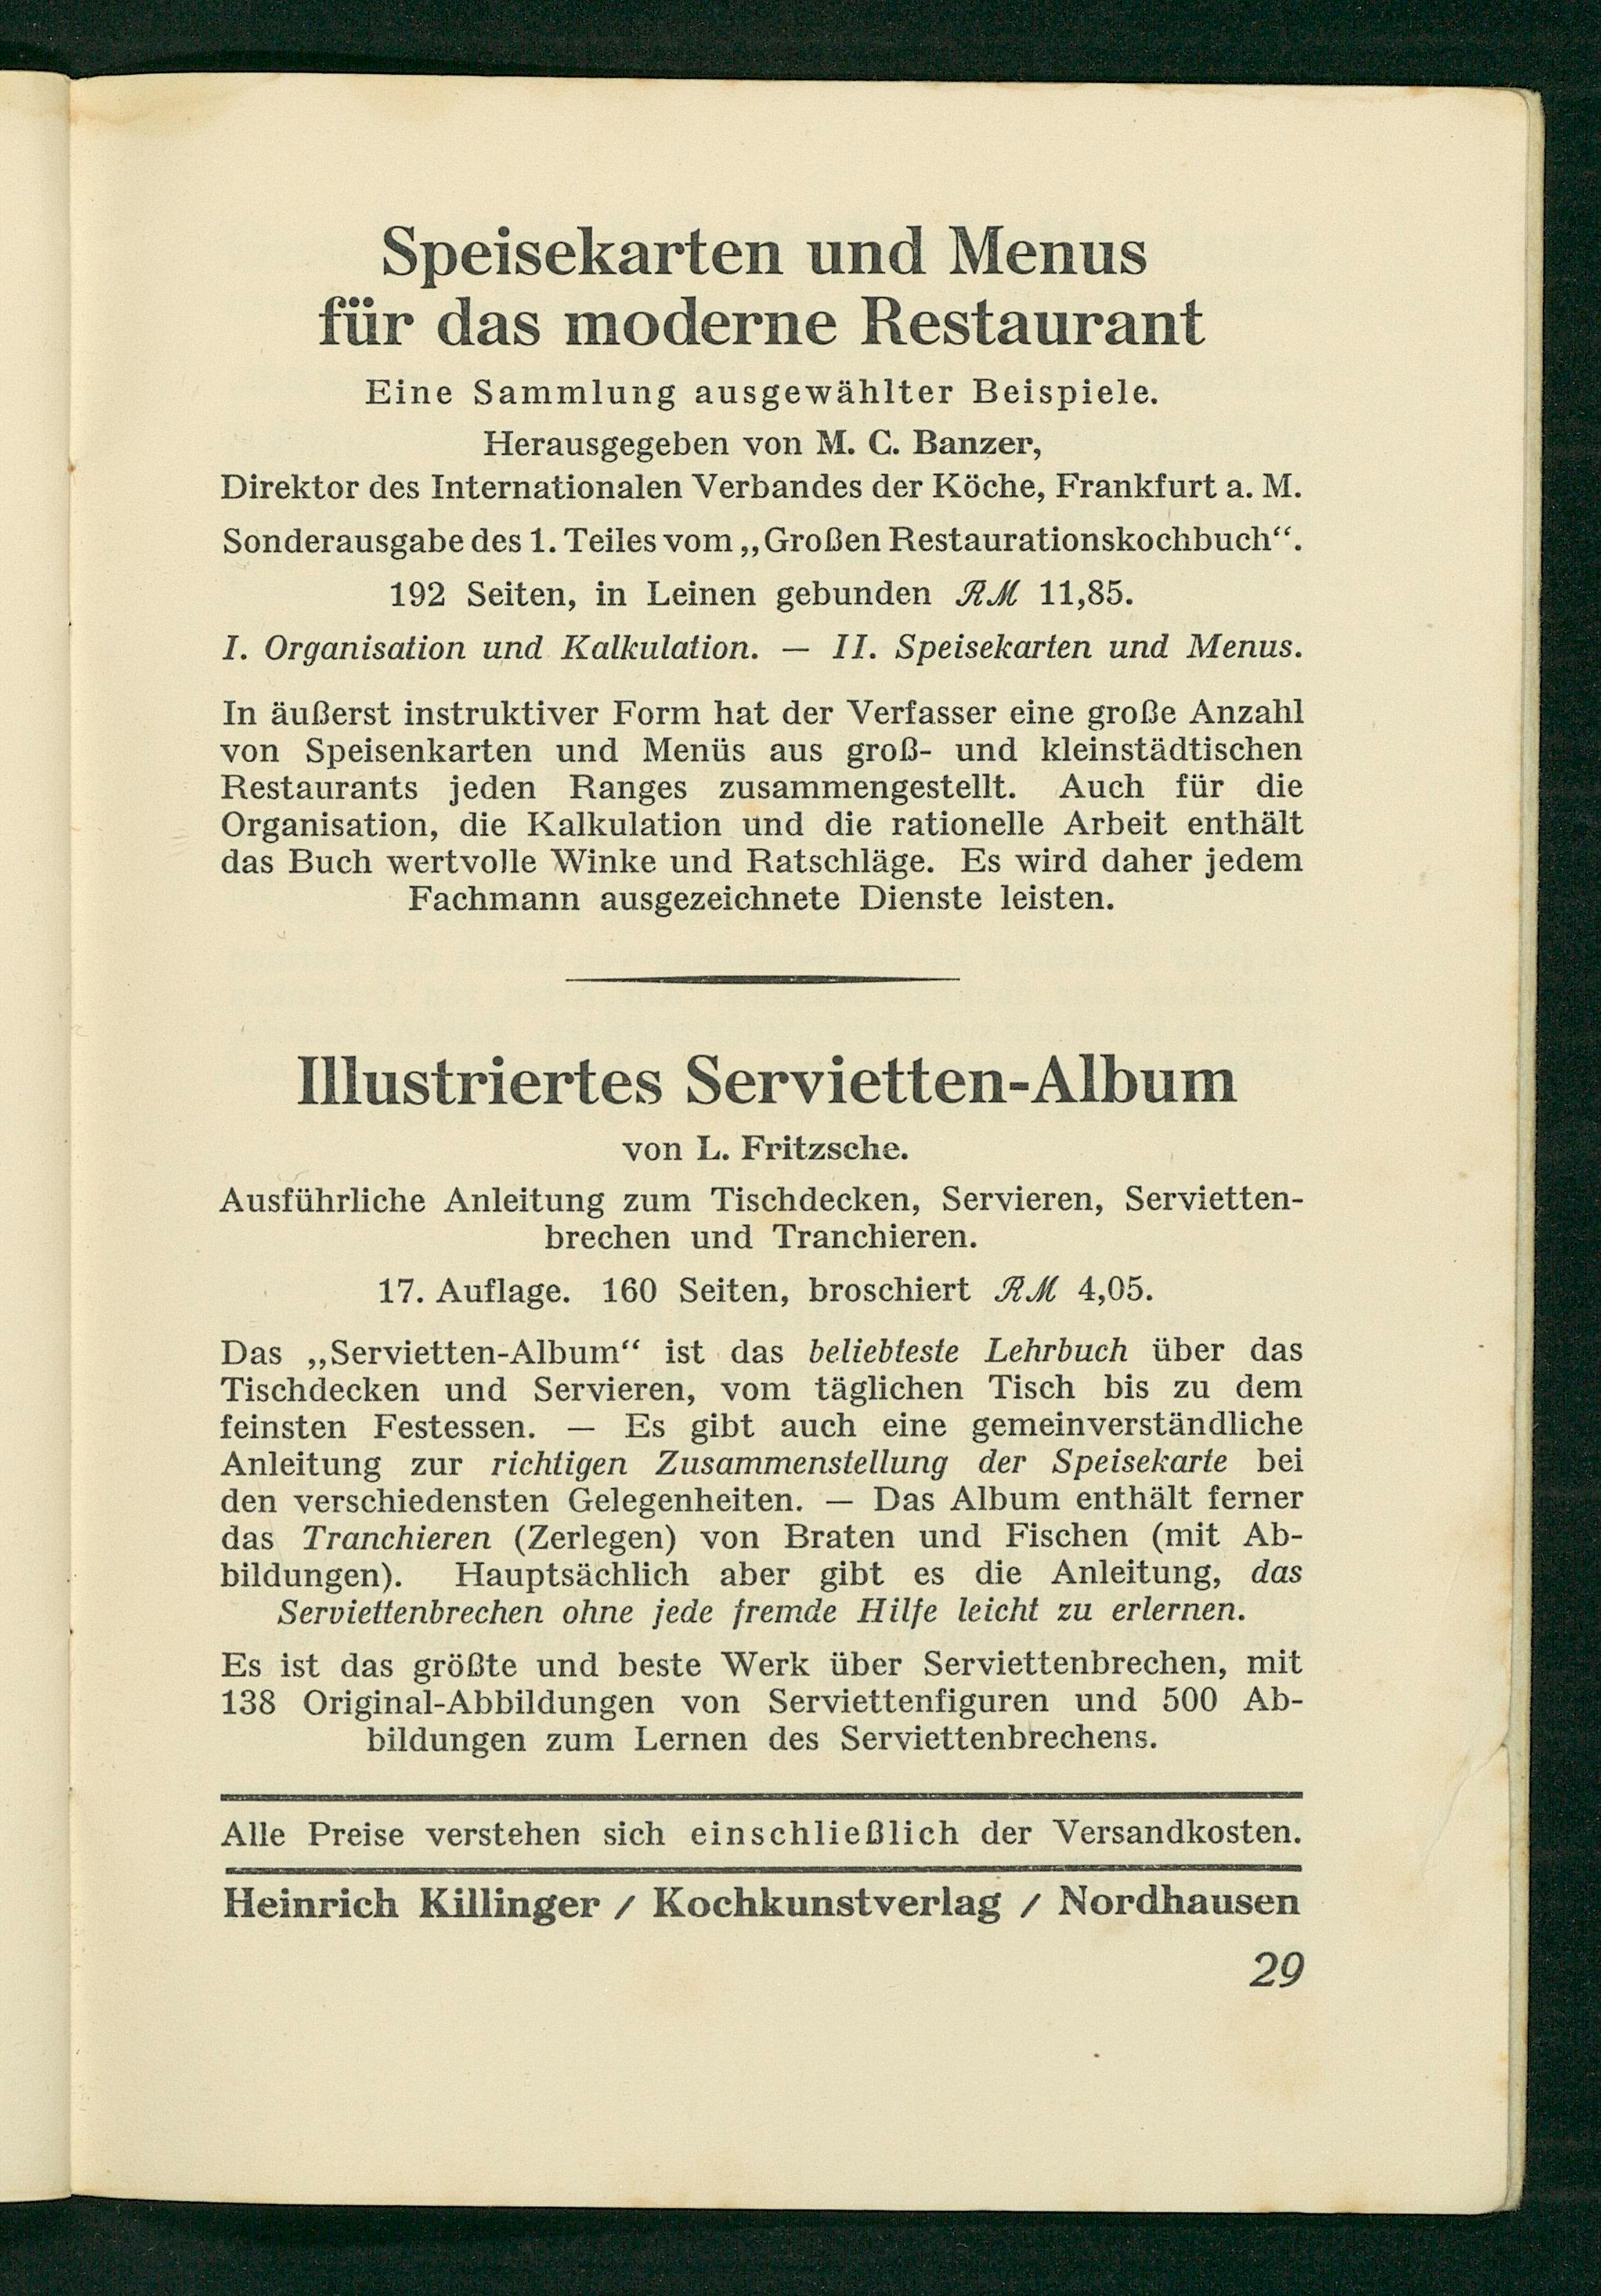 Speisekarten und Menus
für das moderne Restaurant
Eine Sammlung ausgewählter Beispiele.
Herausgegeben von M. C. Banzer,
Direktor des Internationalen Verbandes der Köche, Frankfurt a. M.
Sonderausgabe des 1. Teiles vom „Großen Restaurationskochbuch“.
192 Seiten, in Leinen gebunden RM 11,85.
I. Organisation und Kalkulation. — II. Speisekarten und Menus.
In äußerst instruktiver Form hat der Verfasser eine große Anzahl
von Speisenkarten und Menüs aus groß- und kleinstädtischen
Restaurants jeden Ranges zusammengestellt. Auch für die
Organisation, die Kalkulation und die rationelle Arbeit enthält
das Buch wertvolle Winke und Ratschläge. Es wird daher jedem
Fachmann ausgezeichnete Dienste leisten.
Illustriertes Servietten-Album
von L. Fritzsche.
Ausführliche Anleitung zum Tischdecken, Servieren, Servietten-
brechen und Tranchieren.
17. Auflage. 160 Seiten, broschiert RM 4,05.
Das „Servietten-Album“ ist das beliebteste Lehrbuch über das
Tischdecken und Servieren, vom täglichen Tisch bis zu dem
feinsten Festessen. — Es gibt auch eine gemeinverständliche
Anleitung zur richtigen Zusammenstellung der Speisekarte bei
den verschiedensten Gelegenheiten. — Das Album enthält ferner
das Tranchieren (Zerlegen) von Braten und Fischen (mit Ab-
bildungen). Hauptsächlich aber gibt es die Anleitung, das
Serviettenbrechen ohne jede fremde Hilfe leicht zu erlernen.
Es ist das größte und beste Werk über Serviettenbrechen, mit
138 Original-Abbildungen von Serviettenfiguren und 500 Ab-
bildungen zum Lernen des Serviettenbrechens.
Alle Preise verstehen sich einschließlich der Versandkosten.
Heinrich Killinger / Kochkunstverlag / Nordhausen
29